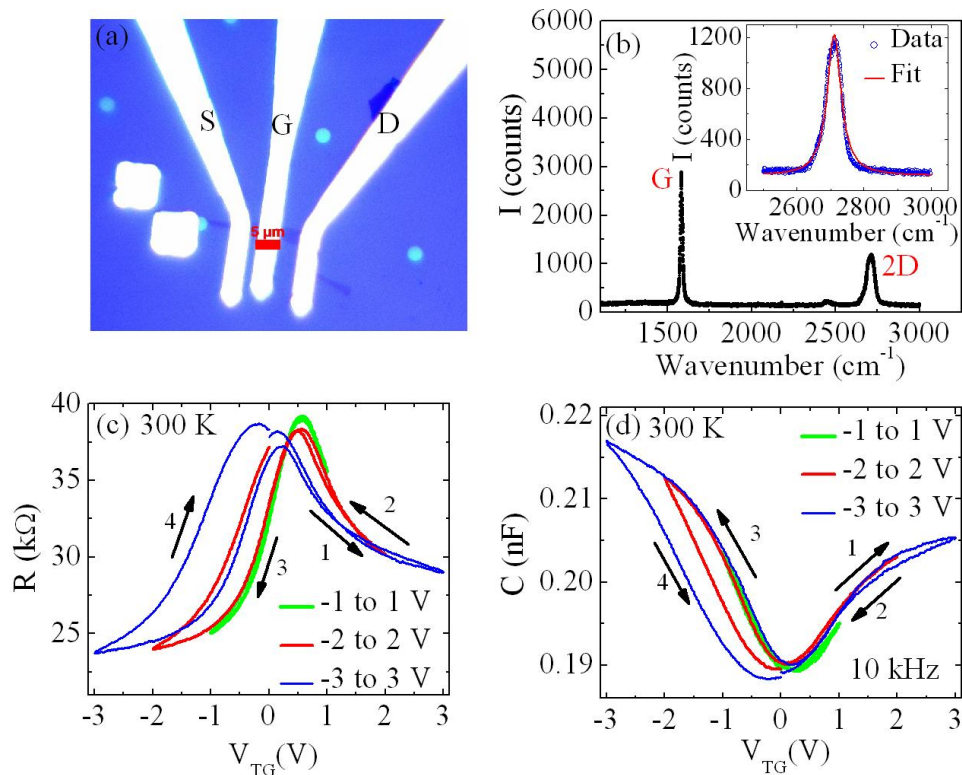 (a)
S
G
D
5 μm
(b)
I (counts)
6000
5000
4000
3000
2000
1000
0
1500
2000
2500
3000
Wavenumber (cm-1)
G
2D
I (counts)
1200
800
400
0
2600
2800
3000
Wavenumber (cm-1)
Data
Fit
(c) 300 K
R (kΩ)
40
35
30
25
20
-3
-2
-1
0
1
2
3
VTG(V)
4
3
1
2
-1 to 1 V
-2 to 2 V
-3 to 3 V
(d)
300 K
C (nF)
0.22
0.21
0.20
0.19
-3
-2
-1
0
1
2
3
VTG(V)
-1 to 1 V
-2 to 2 V
-3 to 3 V
3
4
1
2
10 kHz